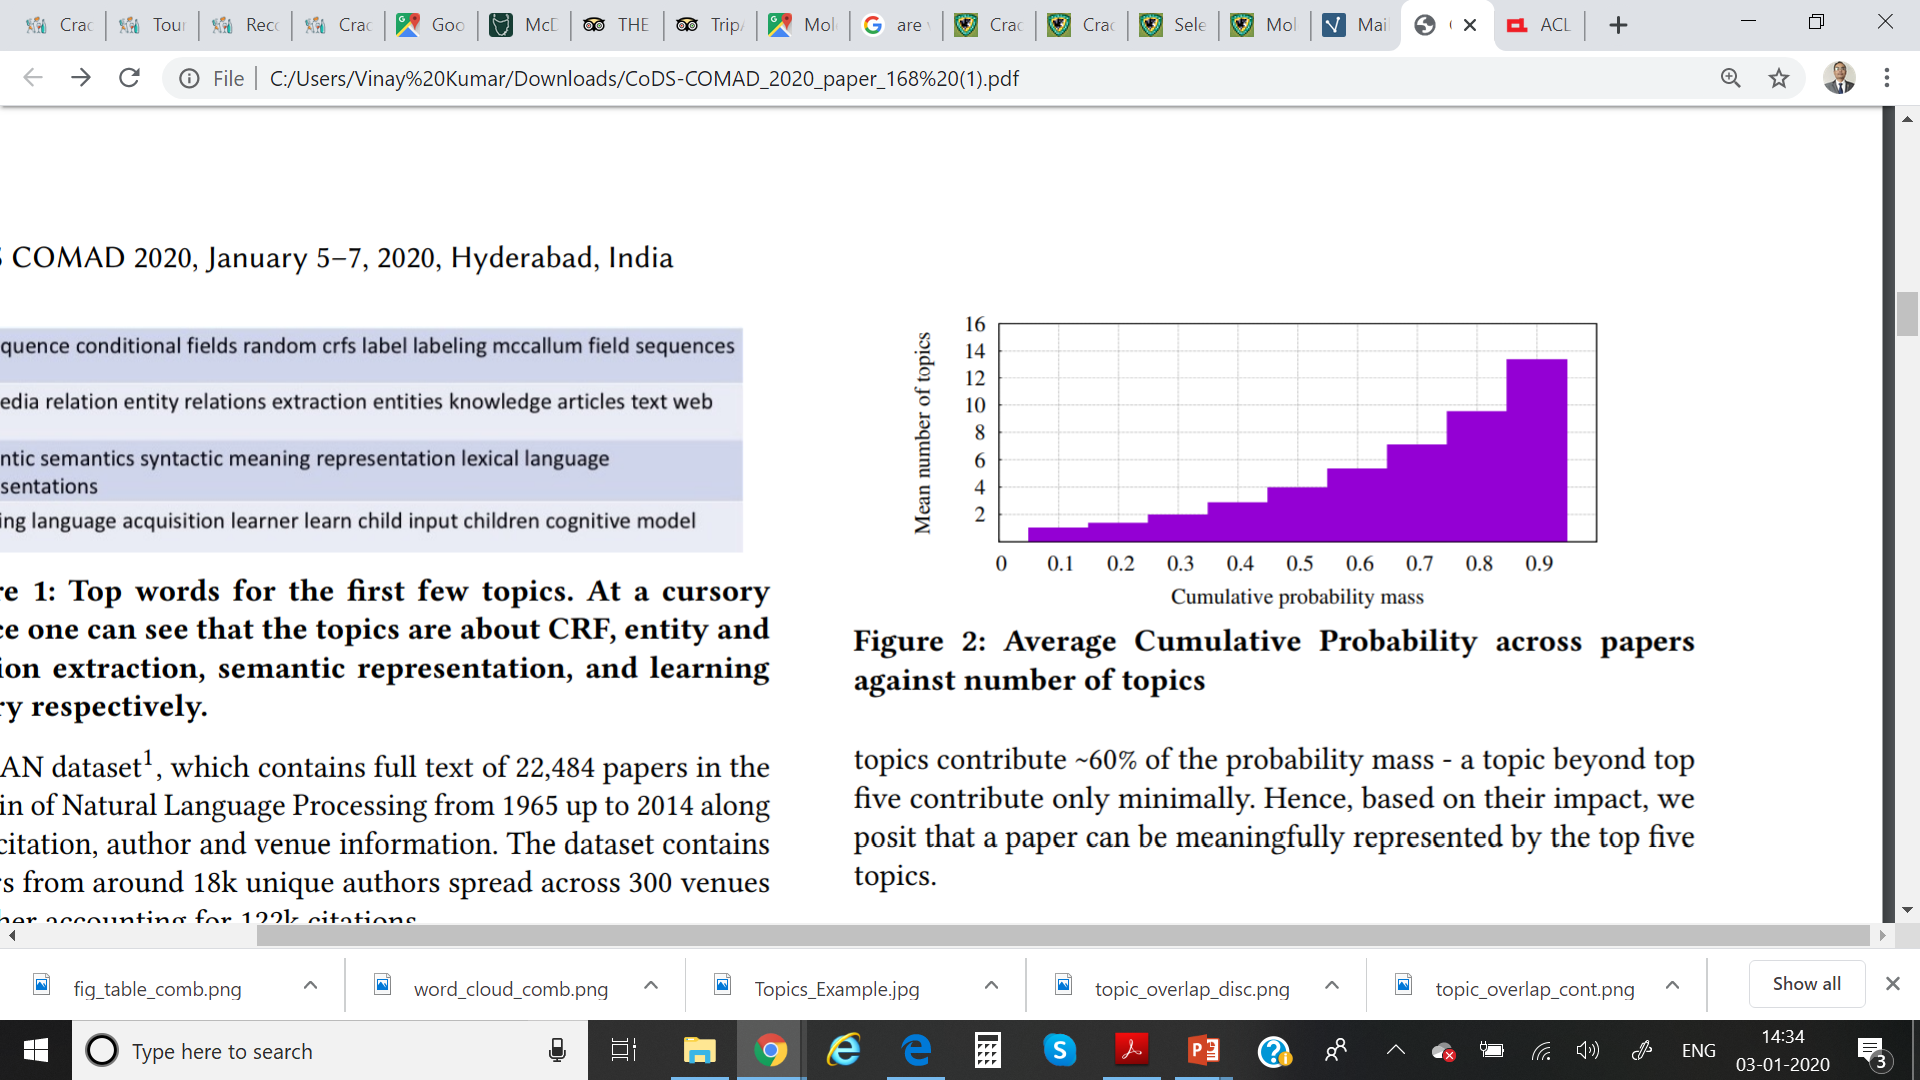 Crac
Tour
Reco
Crac
Goo
McD
THE
Trip
Mol
are
Crac
Crac
Sele
Mol
Mail
ACL
File
C:/Users/Vinay%20Kumar/Downloads/CoDS-COMAD_2020_paper_168%20(1).pdf
COMAD 2020, January 5–7, 2020, Hyderabad, India
quence conditional fields random crfs label labeling mccallum field sequences
edia relation entity relations extraction entities knowledge articles text web
ntic semantics syntactic meaning representation lexical language
sentations
ing language acquisition learner learn child input children cognitive model
re 1: Top words for the first few topics. At a cursory
ce one can see that the topics are about CRF, entity and
ion extraction, semantic representation, and learning
ry respectively.
AN dataset1, which contains full text of 22,484 papers in the
in of Natural Language Processing from 1965 up to 2014 along
citation, author and venue information. The dataset contains
rs from around 18k unique authors spread across 300 venues
her accounting for 122k citations.
Mean number of topics
16
14
12
10
8
6
4
2
0 0.1 0.2 0.3 0.4 0.5 0.6 0.7 0.8 0.9
Cumulative probability mass
Figure 2: Average Cumulative Probability across papers
against number of topics
topics contribute ~60% of the probability mass - a topic beyond top
five contribute only minimally. Hence, based on their impact, we
posit that a paper can be meaningfully represented by the top five
topics.
fig_table_comb.png
word_cloud_comb.png
Topics_Example.jpg
topic_overlap_disc.png
topic_overlap_cont.png
Show all
Type here to search
ENG
14:34
03-01-2020
3